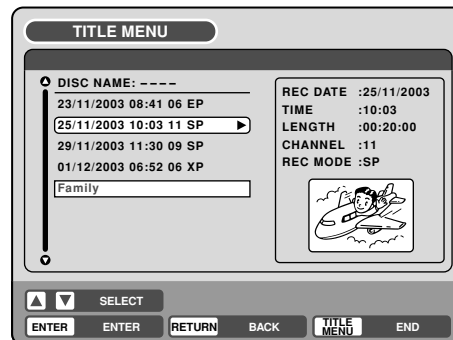 TITLE MENU
DISC NAME: – – – –
23/11/2003 08:41 06 EP
25/11/2003 10:03 11 SP
29/11/2003 11:30 09 SP
01/12/2003 06:52 06 XP
Family
REC DATE :25/11/2003
TIME :10:03
LENGTH :00:20:00
CHANNEL :11
REC MODE :SP
SELECT
ENTER ENTER RETURN BACK TITLE MENU END